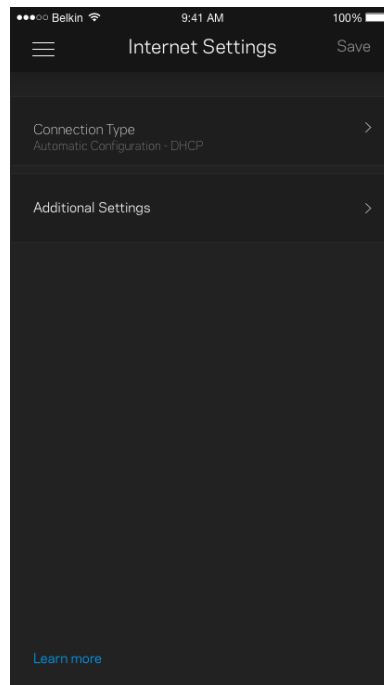 Belkin 9:41 AM 100%
Internet Settings Save
Connection Type
Automatic Configuration - DHCP
Additional Settings
Learn more